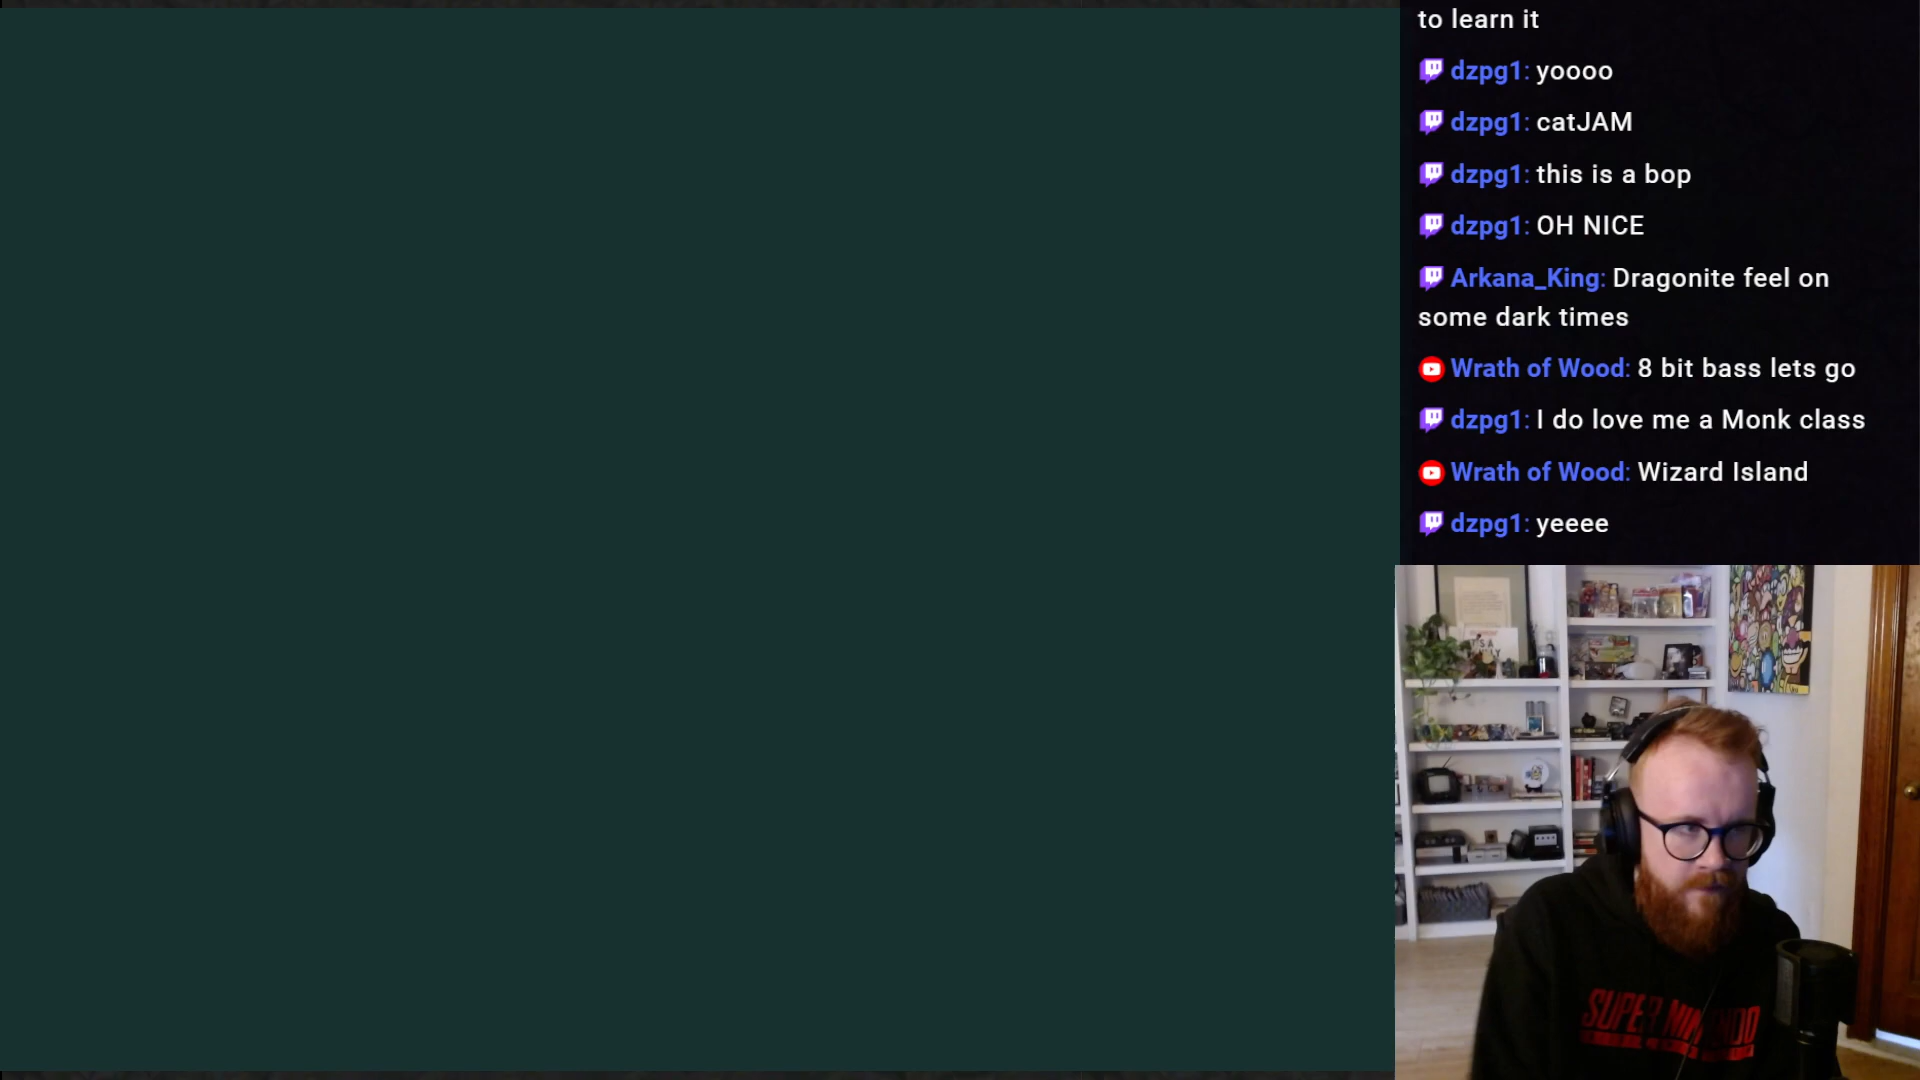 to learn it
dzpg1: yoooo
dzpg1: catJAM
dzpg1: this is a bop
dzpg1: OH NICE
Arkana_King: Dragonite feel on
some dark times
Wrath of Wood: 8 bit bass lets go
dzpg1: I do love me a Monk class
Wrath of Wood: Wizard Island
dzpg1: yeeee
SUPER NINTENDO